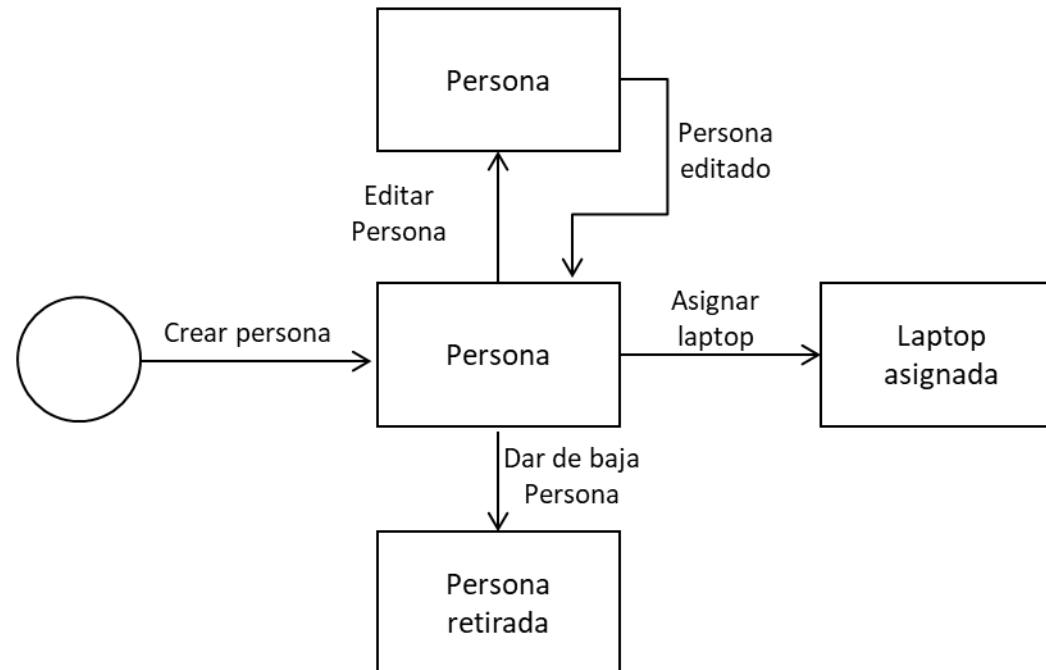 Persona
Persona
editado
Editar
Persona
Crear persona
Persona
Asignar
laptop
Laptop
asignada
Dar de baja
Persona
Persona
retirada